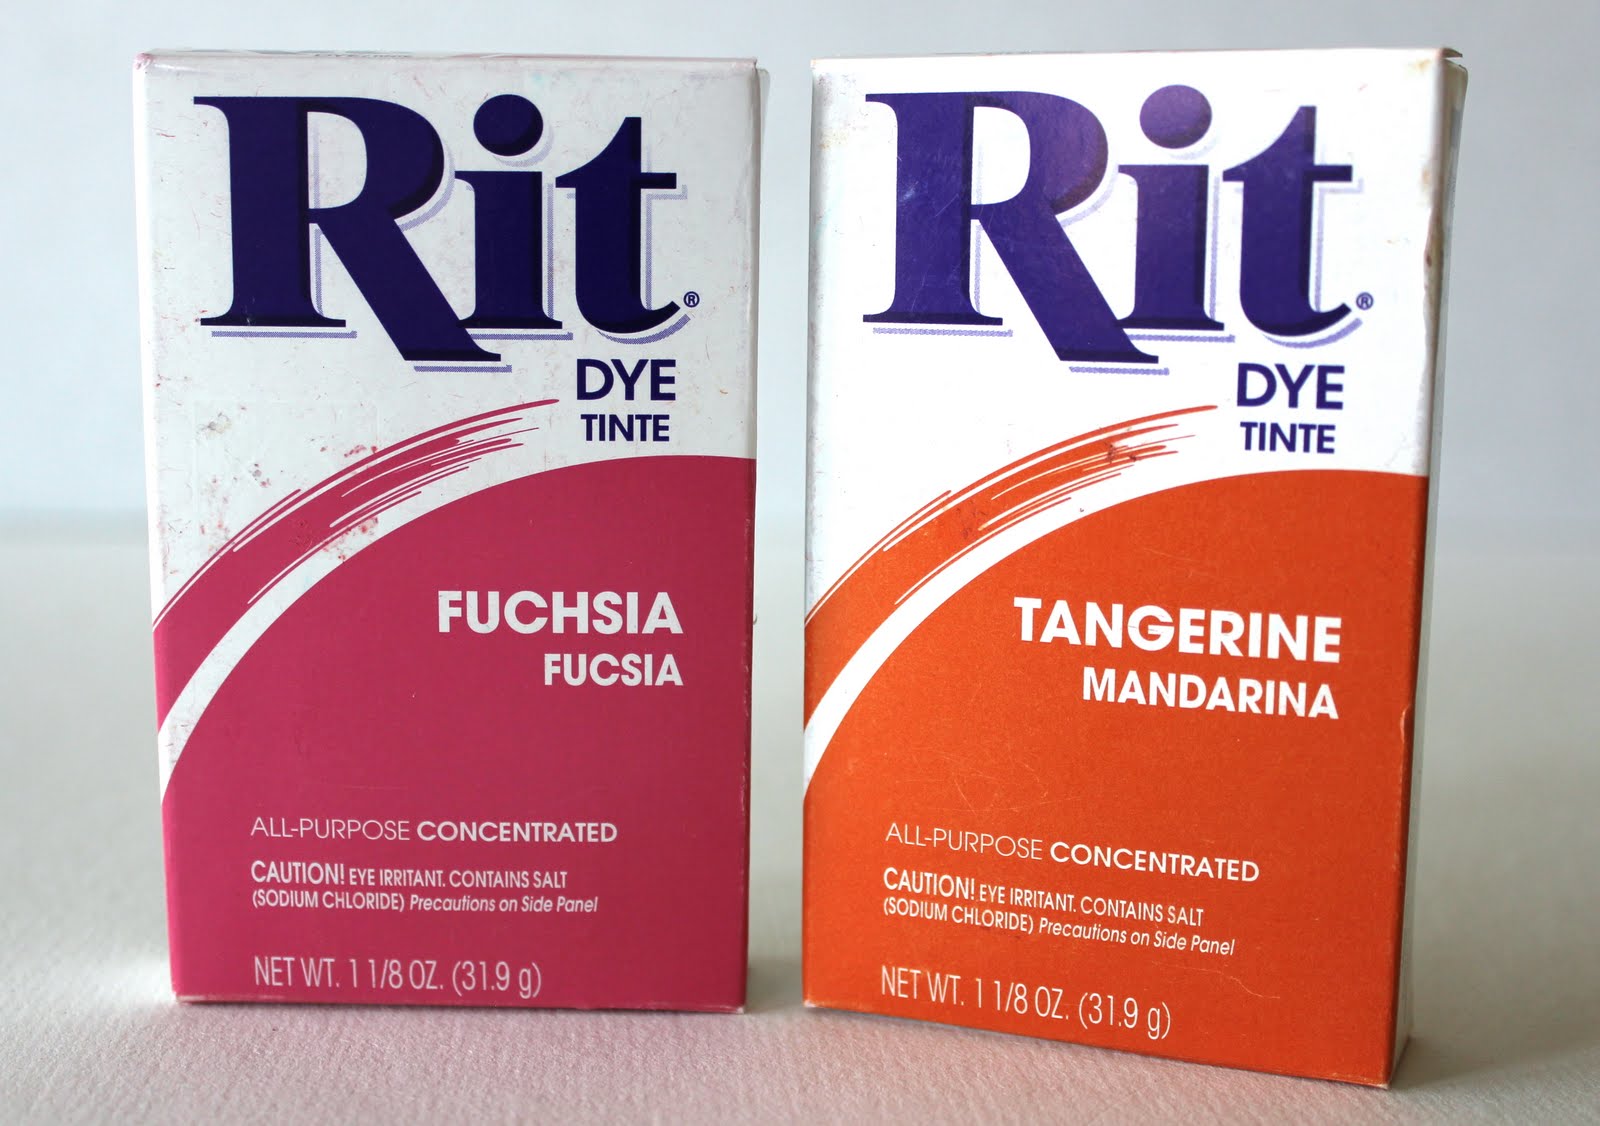 Rit®
DYE
TINTE
FUCHSIA
FUCSIA
ALL-PURPOSE CONCENTRATED
CAUTION! EYE IRRITANT. CONTAINS SALT
(SODIUM CHLORIDE) Precautions on Side Panel
NET WT. 1 1/8 OZ. (31.9 g)
Rit®
DYE
TINTE
TANGERINE
MANDARINA
ALL-PURPOSE CONCENTRATED
CAUTION! EYE IRRITANT. CONTAINS SALT
(SODIUM CHLORIDE) Precautions on Side Panel
NET WT. 1 1/8 OZ. (31.9 g)